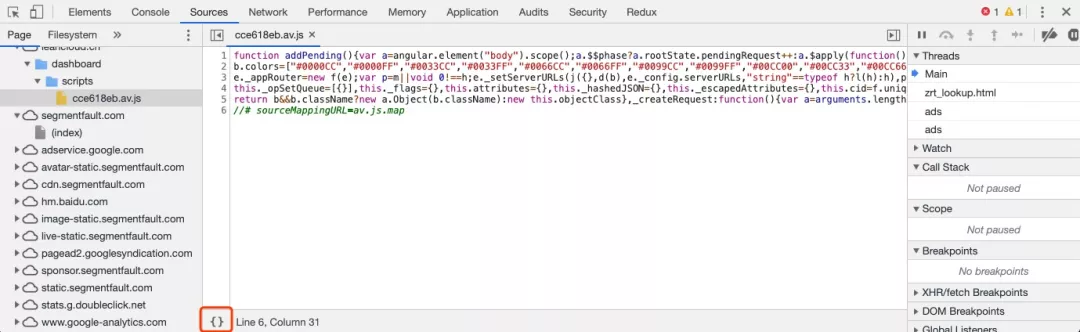 Elements Console Sources Network Performance Memory Application Audits Security Redux 1 1
Page Filesystem »
leancloud.cn
dashboard
scripts
cce618eb.av.js
segmentfault.com
(index)
adservice.google.com
avatar-static.segmentfault.com
cdn.segmentfault.com
hm.baidu.com
image-static.segmentfault.com
live-static.segmentfault.com
pagead2.googlesyndication.com
sponsor.segmentfault.com
static.segmentfault.com
stats.g.doubleclick.net
www.google-analytics.com
cce618eb.av.js ×
1 function addPending(){var a=angular.element("body").scope();a.$$phase?a.rootState.pendingRequest++:a.$apply(function()
2 b.colors=["#0000CC","#0000FF","#0033CC","#0033FF","#0066CC","#0066FF","#0099CC","#0099FF","#00CC00","#00CC33","#00CC66
3 e._appRouter=new f(e);var p=m||void 0!==h;e._setServerURLs(j({},d(b),e._config.serverURLs,"string"==typeof h?l(h):h),p
4 this._opSetQueue=[{}],this._flags={},this.attributes={},this._hashedJSON={},this._escapedAttributes={},this.cid=f.uniq
5 return b&&b.className?new a.Object(b.className):new this.objectClass},_createRequest:function(){var a=arguments.length
6 //# sourceMappingURL=av.js.map
{} Line 6, Column 31
Threads
Main
zrt_lookup.html
ads
ads
Watch
Call Stack
Not paused
Scope
Not paused
Breakpoints
No breakpoints
XHR/fetch Breakpoints
DOM Breakpoints
Global Listeners